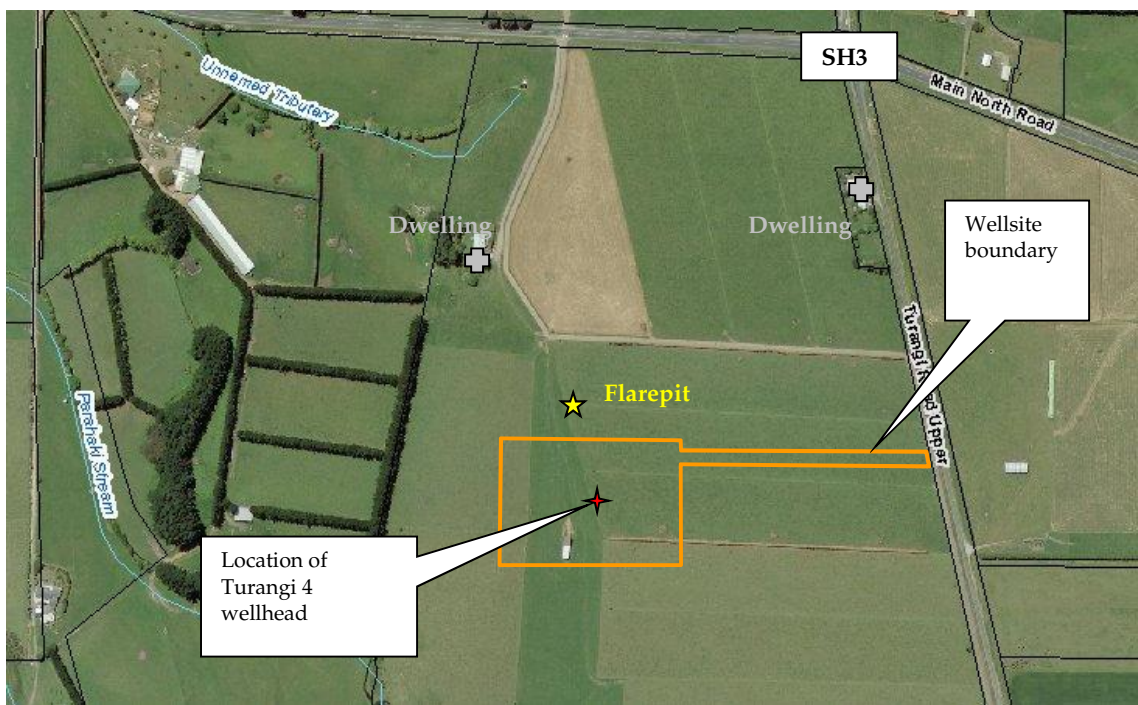 SH3
Unnamed Tributary
Main North Road
Dwelling
Dwelling
Wellsite
boundary
Turangi Road Upper
Flarepit
Parahaki Stream
Location of
Turangi 4
wellhead